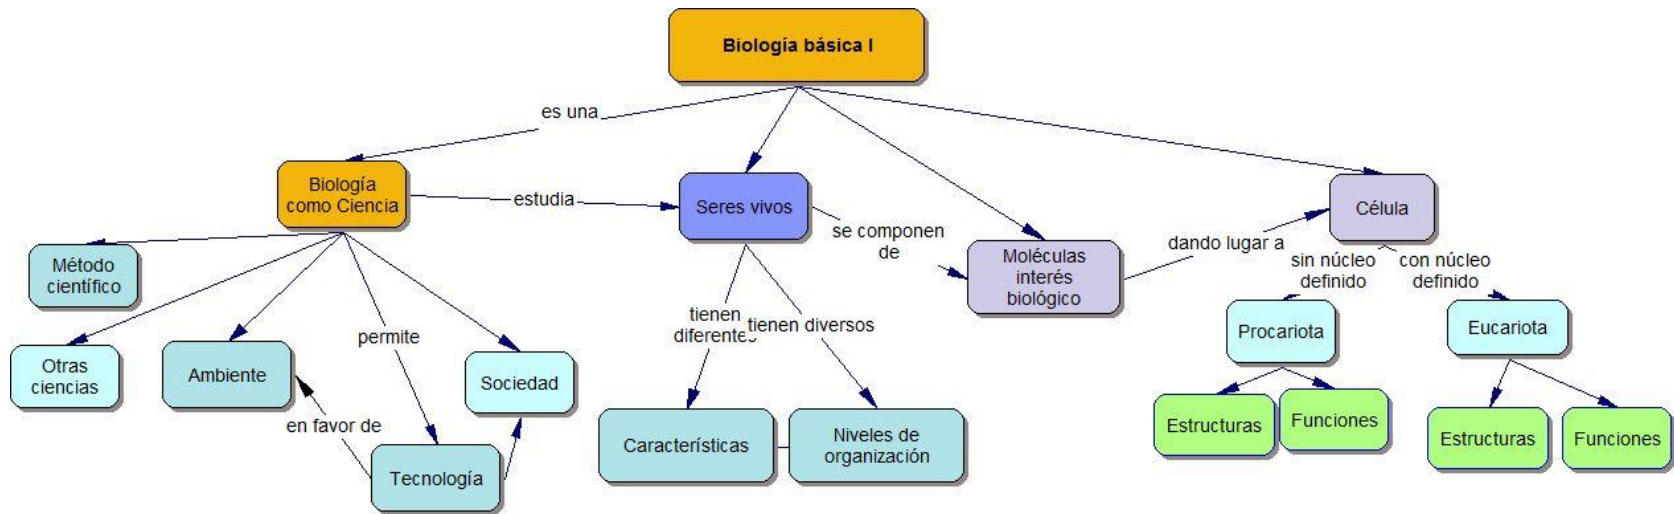 Biología básica I
es una
Biología
como Ciencia
estudia
Seres vivos
se componen
de
Moléculas
interés
biológico
dando lugar a
Célula
sin núcleo
definido
con núcleo
definido
Método
científico
Otras
ciencias
Ambiente
permite
Sociedad
en favor de
Tecnología
tienen
diferentes
tienen diversos
Características
Niveles de
organización
Procariota
Eucariota
Estructuras
Funciones
Estructuras
Funciones